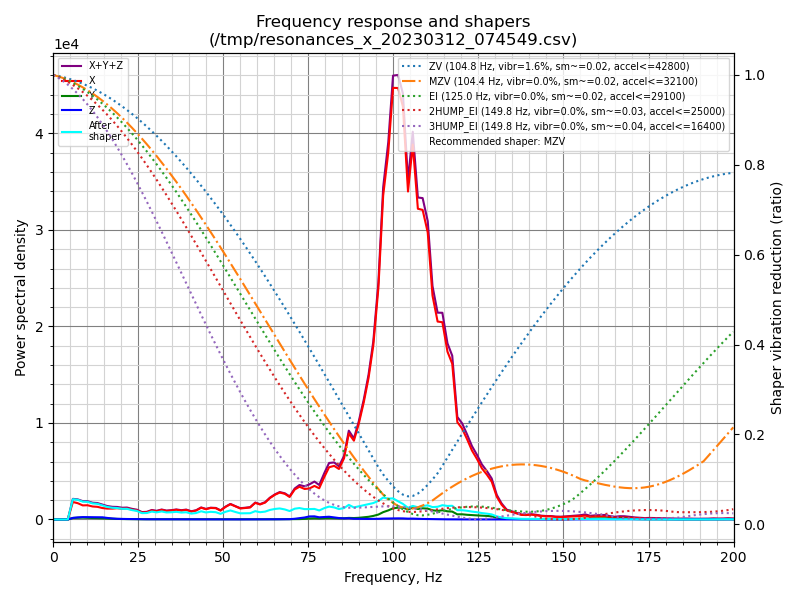 Frequency response and shapers
(/tmp/resonances_x_20230312_074549.csv)
1e4
X+Y+Z
X
Y
Z
After
shaper
ZV (104.8 Hz, vibr=1.6%, sm~=0.02, accel<=42800)
MZV (104.4 Hz, vibr=0.0%, sm~=0.02, accel<=32100)
EI (125.0 Hz, vibr=0.0%, sm~=0.02, accel<=29100)
2HUMP_EI (149.8 Hz, vibr=0.0%, sm~=0.03, accel<=25000)
3HUMP_EI (149.8 Hz, vibr=0.0%, sm~=0.04, accel<=16400)
Recommended shaper: MZV
Power spectral density
4
3
2
1
0
1.0
0.8
0.6
0.4
0.2
0.0
Shaper vibration reduction (ratio)
0 25 50 75 100 125 150 175 200
Frequency, Hz